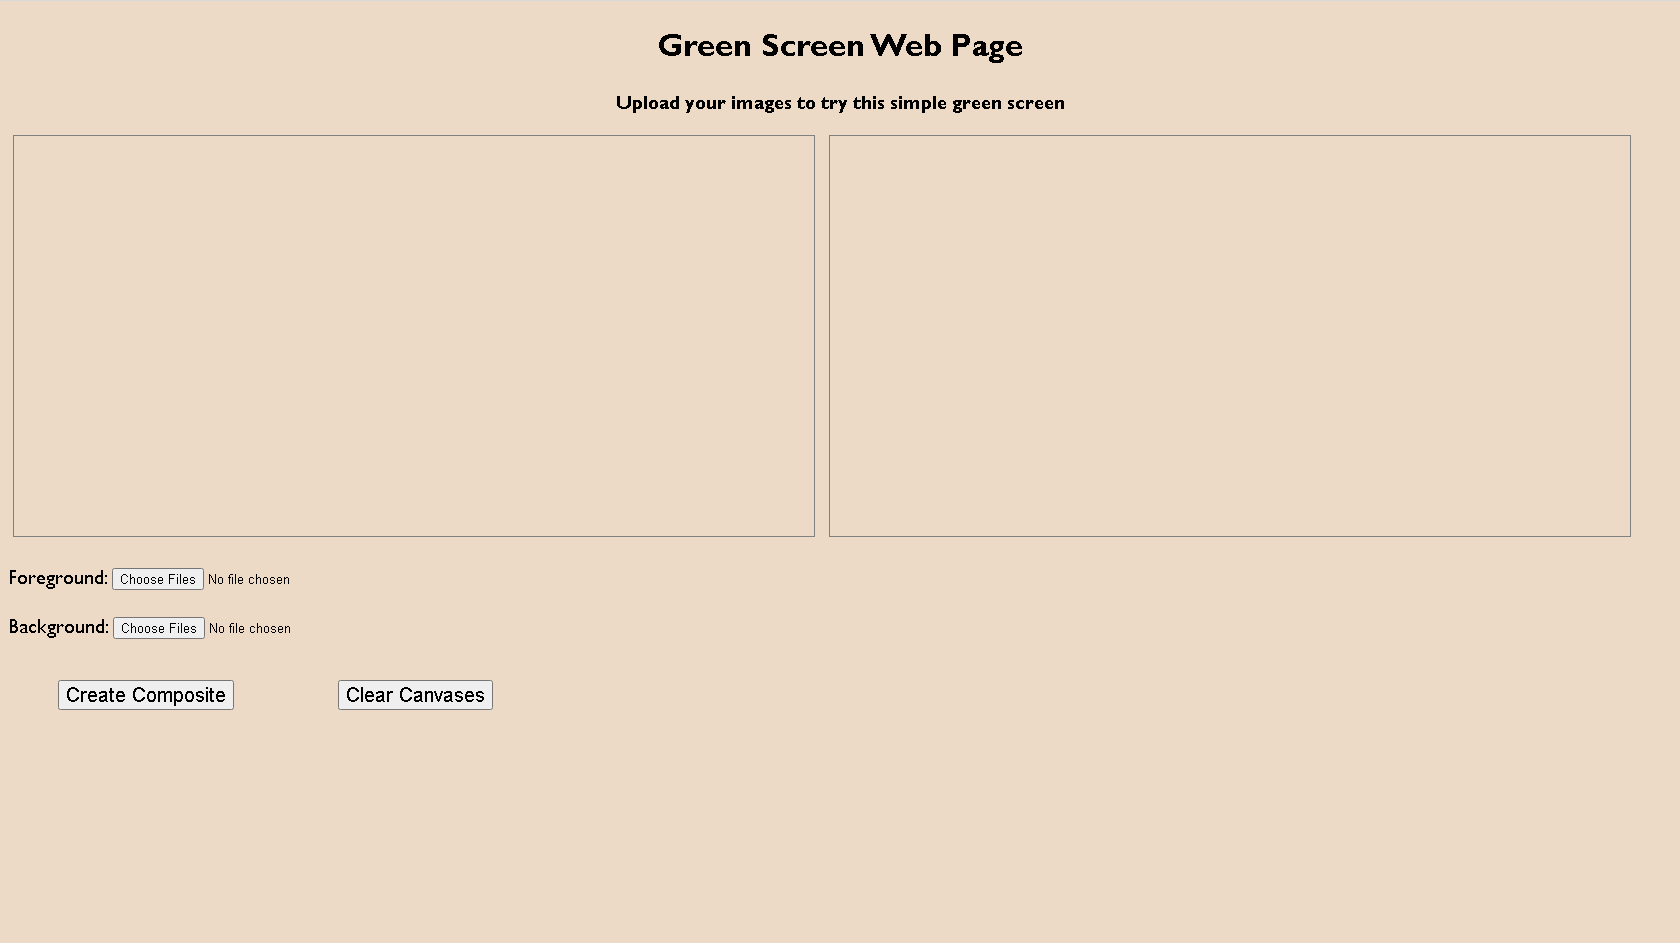 Green Screen Web Page
Upload your images to try this simple green screen
Foreground: Choose Files No file chosen
Background: Choose Files No file chosen
Create Composite Clear Canvases